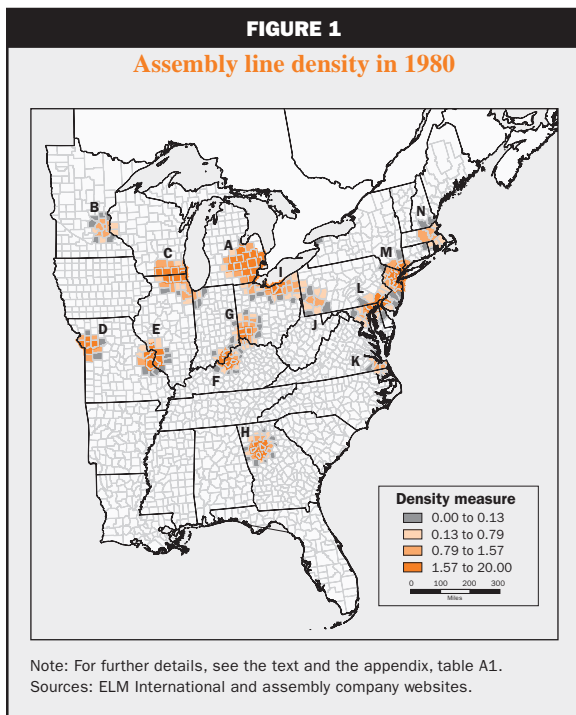 FIGURE 1
Assembly line density in 1980
N
B
M
A
C
I
L
G
J
D
E
K
F
H
Density measure
0.00 to 0.13
0.13 to 0.79
0.79 to 1.57
1.57 to 20.00
0 100 200 300
Miles
Note: For further details, see the text and the appendix, table A1.
Sources: ELM International and assembly company websites.